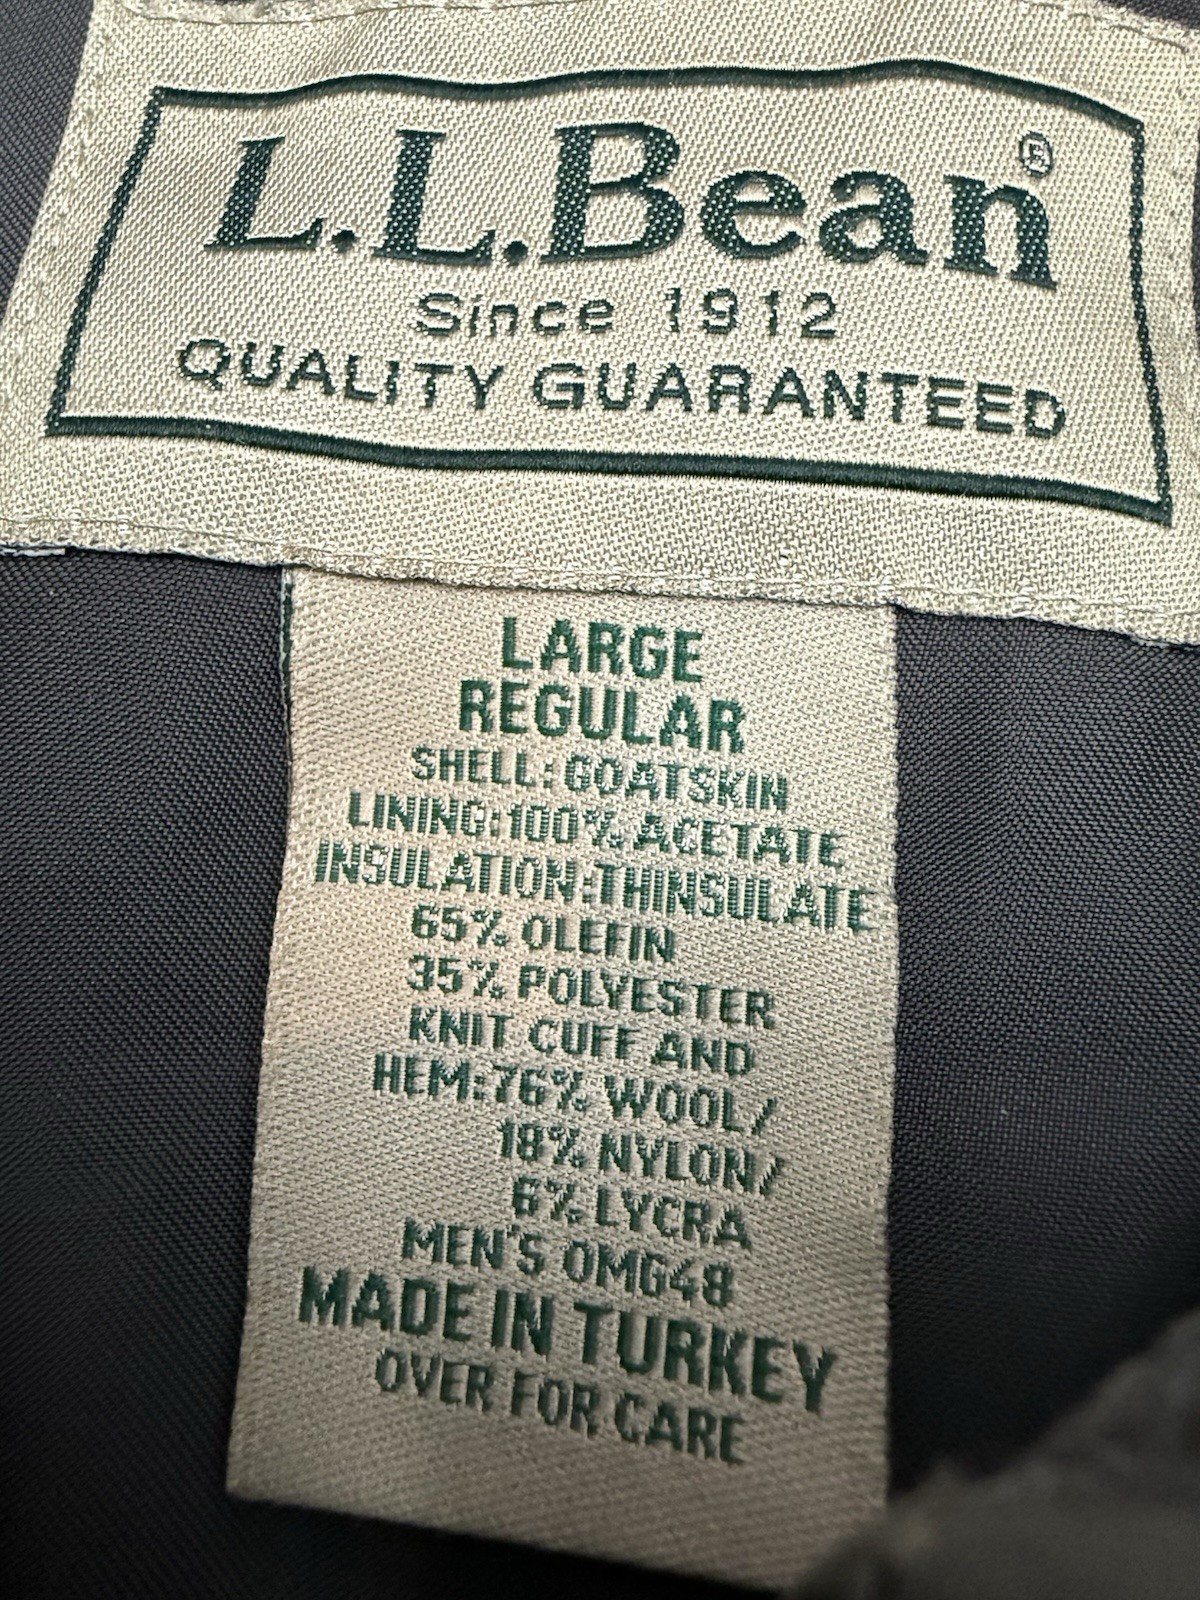 L.L.Bean®
Since 1912
QUALITY GUARANTEED
LARGE
REGULAR
SHELL:GOATSKIN
LINING:100% ACETATE
INSULATION:THINSULATE
65% OLEFIN
35% POLYESTER
KNIT CUFF AND
HEM:76% WOOL/
18% NYLON/
6% LYCRA
MEN'S OMG48
MADE IN TURKEY
OVER FOR CARE